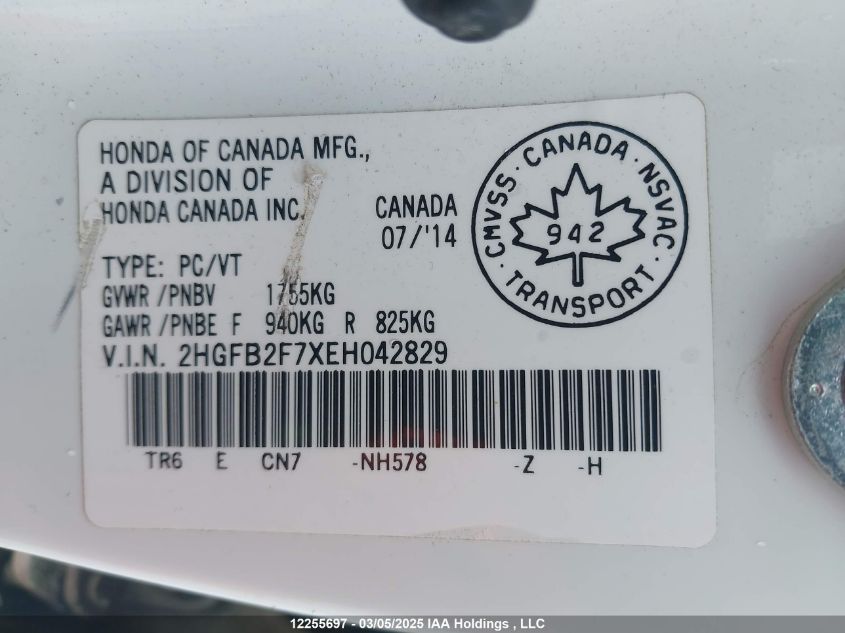 HONDA OF CANADA MFG.,
A DIVISION OF
HONDA CANADA INC.
CANADA
07/'14
CMVSS · CANADA · NSVAC · TRANSPORT
942
TYPE: PC/VT
GVWR /PNBV 1755KG
GAWR /PNBE F 940KG R 825KG
V.I.N. 2HGFB2F7XEH042829
TR6 E CN7 -NH578 -Z -H
12255697 - 03/05/2025 IAA Holdings , LLC